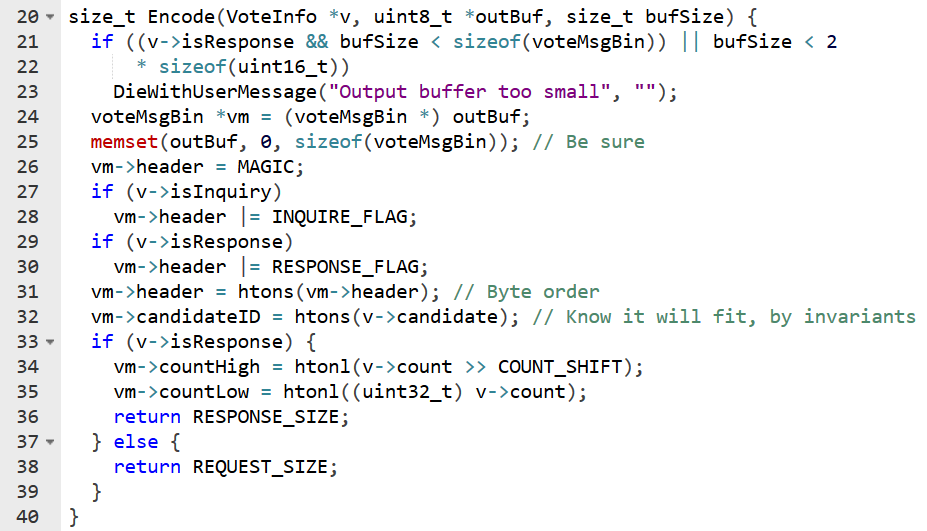 20 size_t Encode(VoteInfo *v, uint8_t *outBuf, size_t bufSize) {
21   if ((v->isResponse && bufSize < sizeof(voteMsgBin)) || bufSize < 2
22       * sizeof(uint16_t))
23     DieWithUserMessage("Output buffer too small", "");
24   voteMsgBin *vm = (voteMsgBin *) outBuf;
25   memset(outBuf, 0, sizeof(voteMsgBin)); // Be sure
26   vm->header = MAGIC;
27   if (v->isInquiry)
28     vm->header |= INQUIRE_FLAG;
29   if (v->isResponse)
30     vm->header |= RESPONSE_FLAG;
31   vm->header = htons(vm->header); // Byte order
32   vm->candidateID = htons(v->candidate); // Know it will fit, by invariants
33   if (v->isResponse) {
34     vm->countHigh = htonl(v->count >> COUNT_SHIFT);
35     vm->countLow = htonl((uint32_t) v->count);
36     return RESPONSE_SIZE;
37   } else {
38     return REQUEST_SIZE;
39   }
40 }